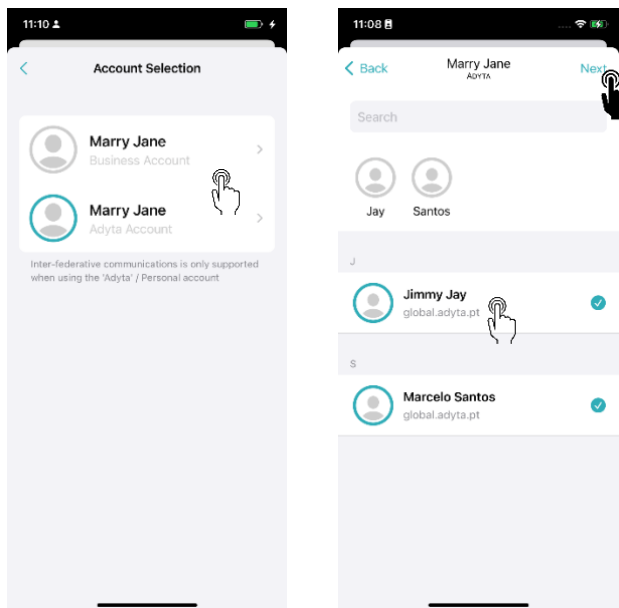 11:10
Account Selection
Marry Jane
Business Account
Marry Jane
Adyta Account
Inter-federative communications is only supported
when using the 'Adyta' / Personal account
11:08
Back
Marry Jane
ADYTA
Next
Search
Jay
Santos
J
Jimmy Jay
global.adyta.pt
S
Marcelo Santos
global.adyta.pt